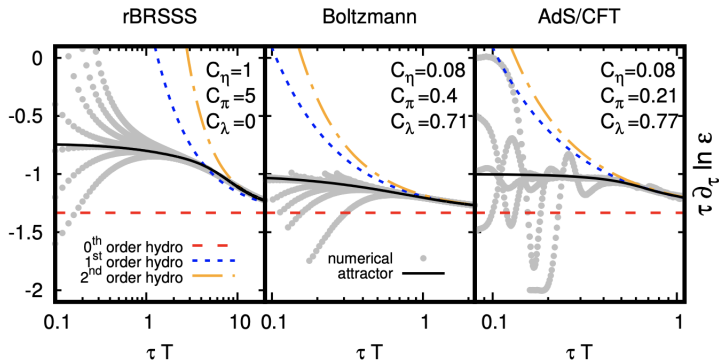 rBRSSS Boltzmann AdS/CFT
0
-0.5
-1
-1.5
-2
Cη=1
Cπ=5
Cλ=0
Cη=0.08
Cπ=0.4
Cλ=0.71
Cη=0.08
Cπ=0.21
Cλ=0.77
0th order hydro
1st order hydro
2nd order hydro
numerical
attractor
τ ∂τ ln ε
0.1 1 10 0.1 1 0.1 1
τ T τ T τ T